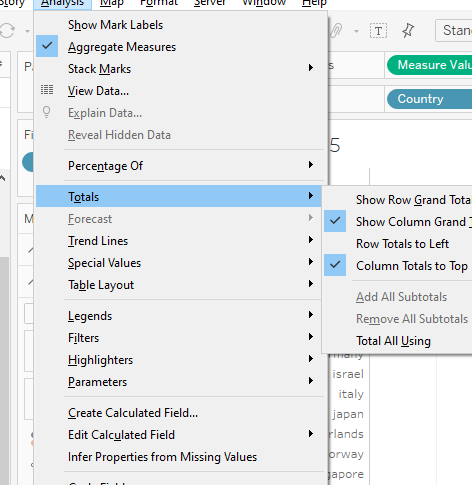 Story Analysis Map Format Server Window Help
Stand
Show Mark Labels
Aggregate Measures
Measure Valu
Stack Marks
View Data...
Country
Explain Data...
Reveal Hidden Data
5
Percentage Of
Totals
Show Row Grand Tota
Forecast
Show Column Grand T
Trend Lines
Row Totals to Left
Special Values
Column Totals to Top
Table Layout
Add All Subtotals
Legends
Remove All Subtotals
Filters
Total All Using
Highlighters
many
israel
Parameters
italy
Create Calculated Field...
japan
Edit Calculated Field
rlands
Infer Properties from Missing Values
orway
gapore